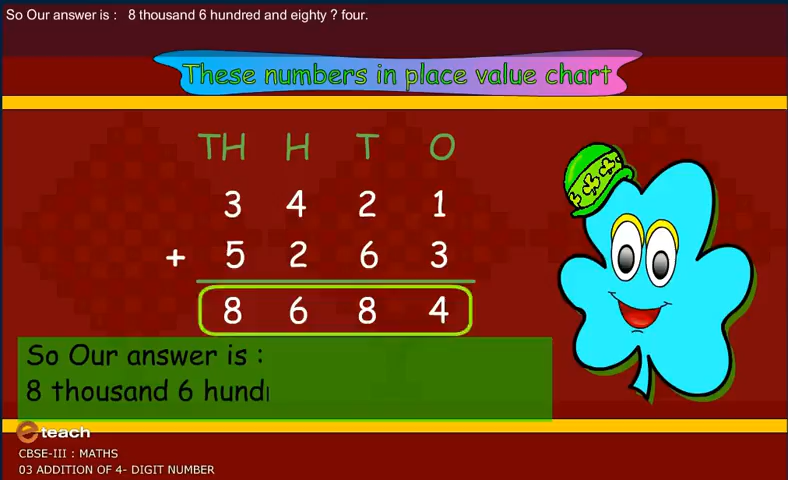 So Our answer is : 8 thousand 6 hundred and eighty ? four.
These numbers in place value chart
TH H T O
3 4 2 1
+ 5 2 6 3
8 6 8 4
So Our answer is :
8 thousand 6 hund
e teach
CBSE-III : MATHS
03 ADDITION OF 4- DIGIT NUMBER